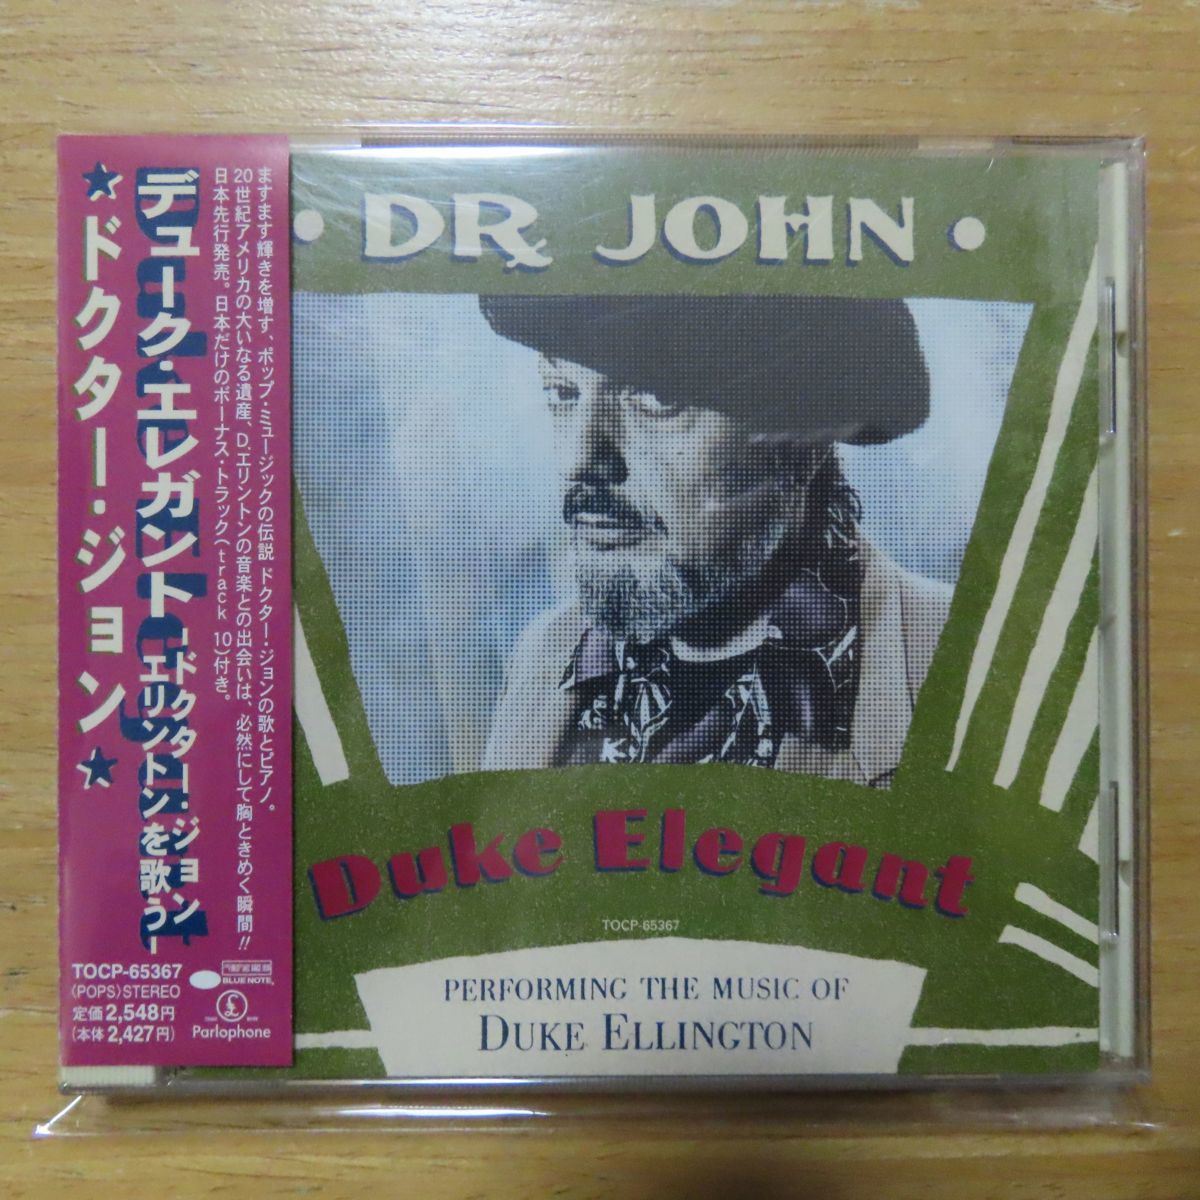 ますます輝きを増す、ポップ・ミュージックの伝説 ドクター・ジョンの歌とピアノ。
20世紀アメリカの大いなる遺産、D.エリントンの音楽との出会いは、必然にして胸ときめく瞬間!!
日本先行発売。日本だけのボーナス・トラック(track 10)付き。
デューク・エレガント-ドクター・ジョン エリントンを歌う-
★ドクター・ジョン★
TOCP-65367
(POPS) STEREO
定価2,548円
(本体2,427円)
BLUE NOTE
Parlophone
• DR JOHN •
Duke Elegant
TOCP-65367
PERFORMING THE MUSIC OF
DUKE ELLINGTON